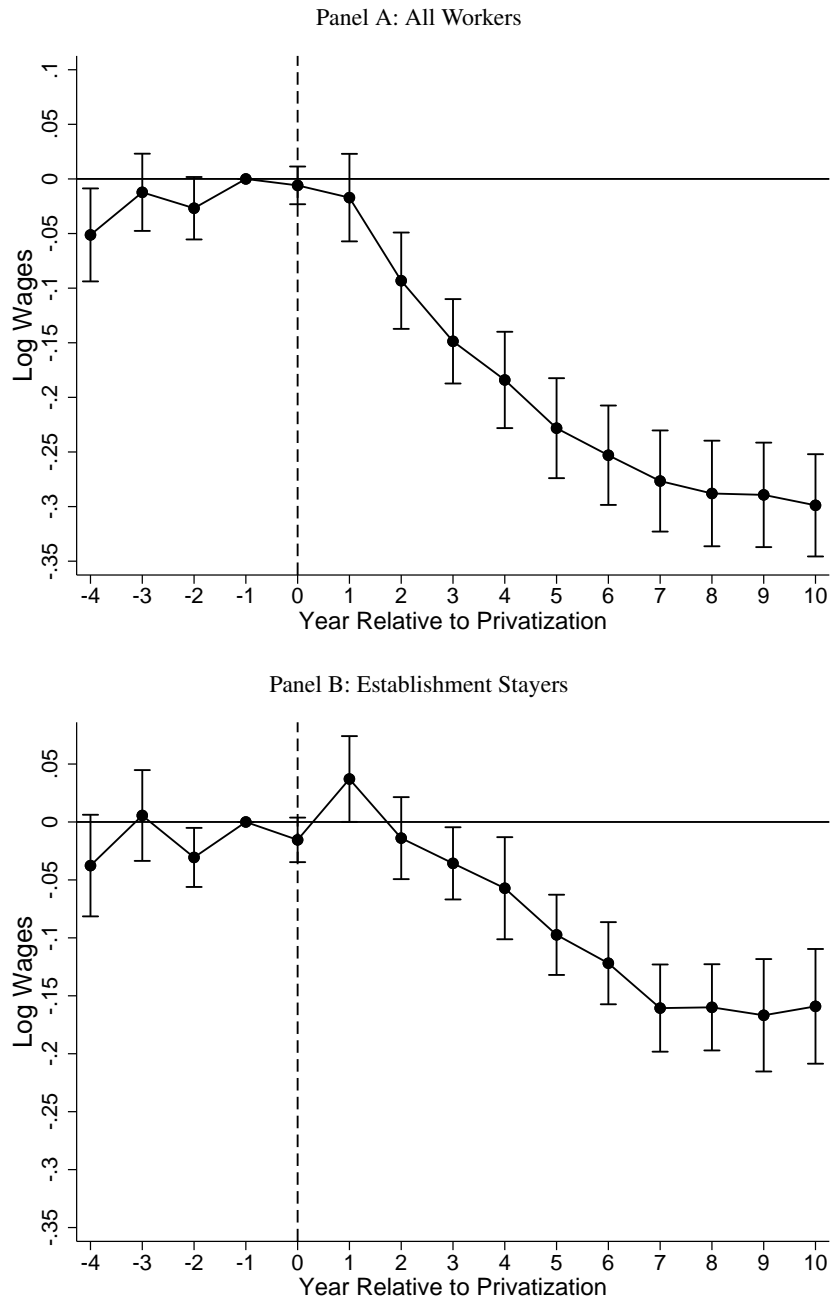 Panel A: All Workers
.1
.05
0
-.05
-.1
-.15
-.2
-.25
-.3
-.35
Log Wages
-4 -3 -2 -1 0 1 2 3 4 5 6 7 8 9 10
Year Relative to Privatization
Panel B: Establishment Stayers
.05
0
-.05
-.1
-.15
-.2
-.25
-.3
-.35
Log Wages
-4 -3 -2 -1 0 1 2 3 4 5 6 7 8 9 10
Year Relative to Privatization